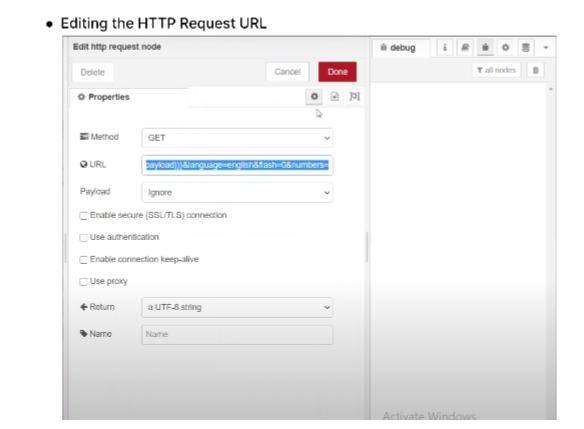 • Editing the HTTP Request URL
Edit http request node
debug
Delete
Cancel
Done
all nodes
Properties
Method
GET
URL
payload}}}&language=english&flash=0&numbers=
Payload
Ignore
Enable secure (SSL/TLS) connection
Use authentication
Enable connection keep-alive
Use proxy
Return
a UTF-8 string
Name
Name
Activate Windows